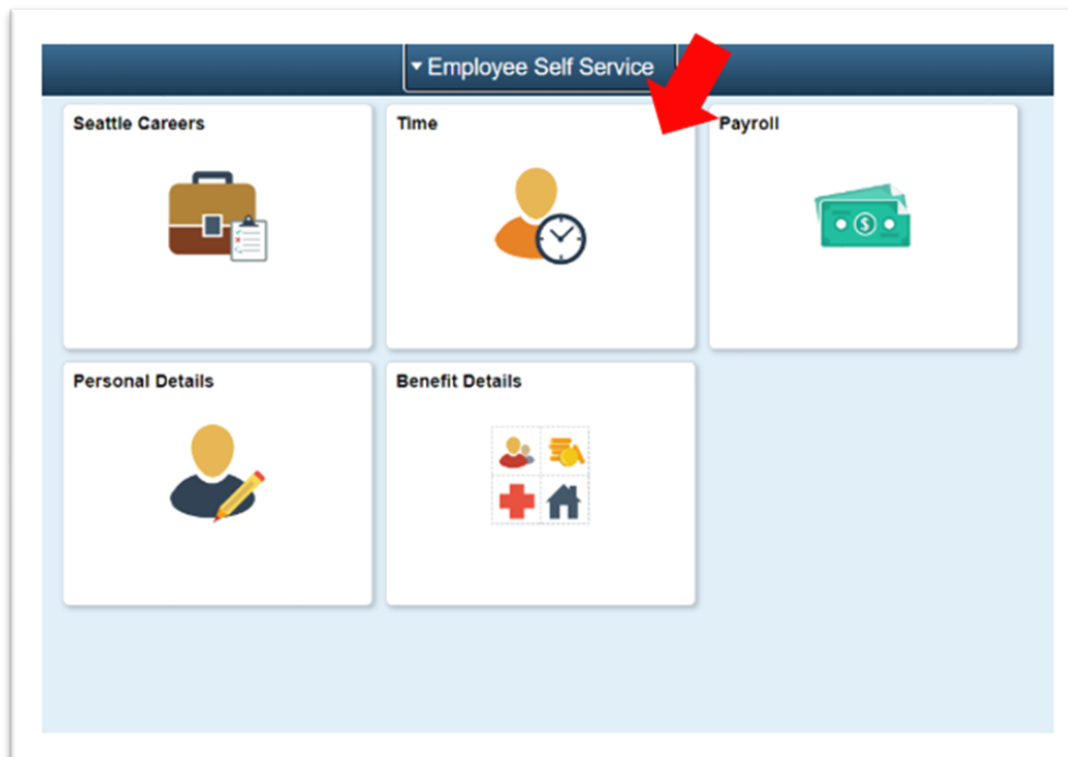 Employee Self Service
Seattle Careers
Time
Payroll
$
Personal Details
Benefit Details